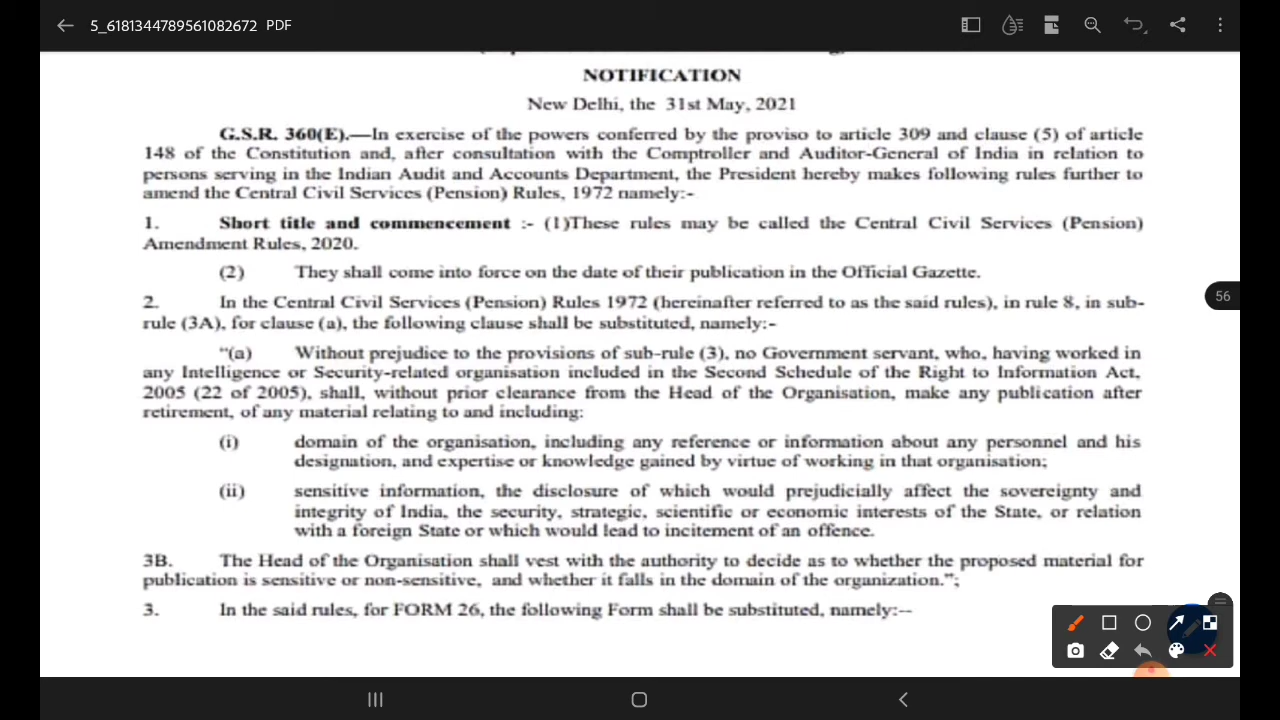 5_6181344789561082672 PDF
NOTIFICATION
New Delhi, the 31st May, 2021
G.S.R. 360(E).—In exercise of the powers conferred by the proviso to article 309 and clause (5) of article
148 of the Constitution and, after consultation with the Comptroller and Auditor-General of India in relation to
persons serving in the Indian Audit and Accounts Department, the President hereby makes following rules further to
amend the Central Civil Services (Pension) Rules, 1972 namely:-
1. Short title and commencement :- (1)These rules may be called the Central Civil Services (Pension)
Amendment Rules, 2020.
(2) They shall come into force on the date of their publication in the Official Gazette.
2. In the Central Civil Services (Pension) Rules 1972 (hereinafter referred to as the said rules), in rule 8, in sub-
rule (3A), for clause (a), the following clause shall be substituted, namely:-
"(a) Without prejudice to the provisions of sub-rule (3), no Government servant, who, having worked in
any Intelligence or Security-related organisation included in the Second Schedule of the Right to Information Act,
2005 (22 of 2005), shall, without prior clearance from the Head of the Organisation, make any publication after
retirement, of any material relating to and including:
(i) domain of the organisation, including any reference or information about any personnel and his
designation, and expertise or knowledge gained by virtue of working in that organisation;
(ii) sensitive information, the disclosure of which would prejudicially affect the sovereignty and
integrity of India, the security, strategic, scientific or economic interests of the State, or relation
with a foreign State or which would lead to incitement of an offence.
3B. The Head of the Organisation shall vest with the authority to decide as to whether the proposed material for
publication is sensitive or non-sensitive, and whether it falls in the domain of the organization.";
3. In the said rules, for FORM 26, the following Form shall be substituted, namely:--
56